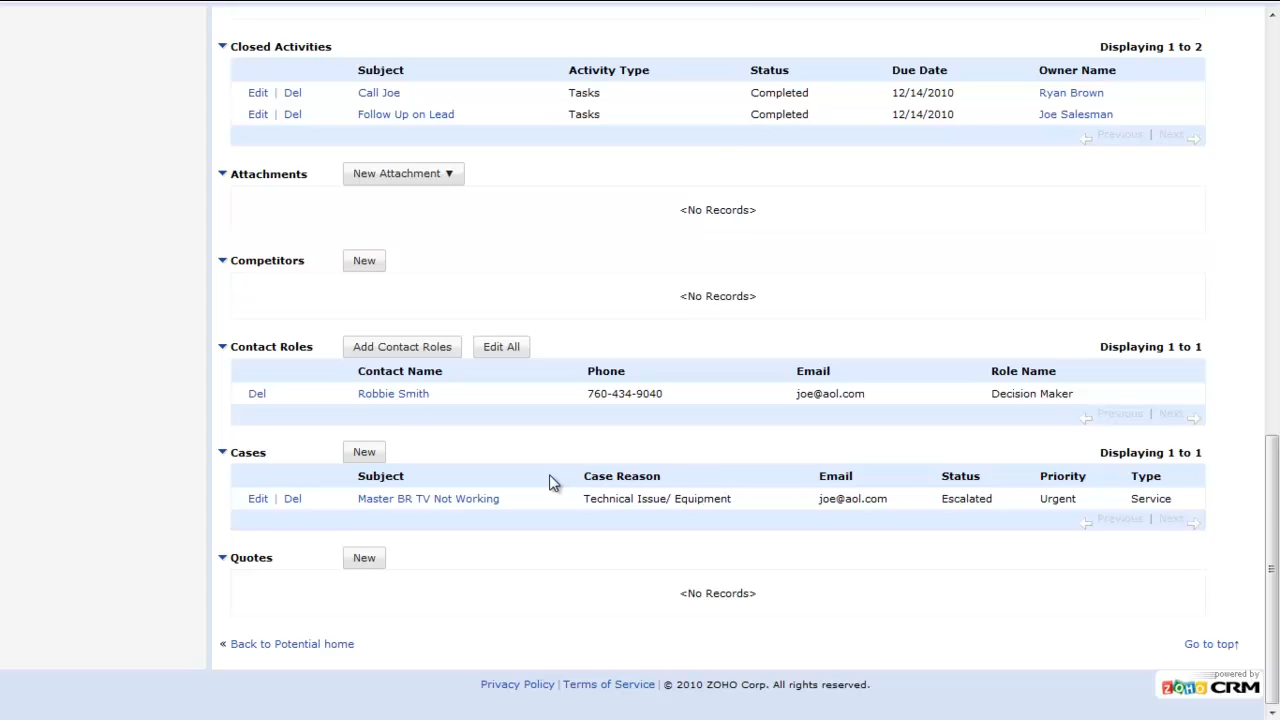 Closed Activities Displaying 1 to 2
Subject Activity Type Status Due Date Owner Name
Edit | Del Call Joe Tasks Completed 12/14/2010 Ryan Brown
Edit | Del Follow Up on Lead Tasks Completed 12/14/2010 Joe Salesman
Previous | Next
Attachments New Attachment ▼
<No Records>
Competitors New
<No Records>
Contact Roles Add Contact Roles Edit All Displaying 1 to 1
Contact Name Phone Email Role Name
Del Robbie Smith 760-434-9040 joe@aol.com Decision Maker
Previous | Next
Cases New Displaying 1 to 1
Subject Case Reason Email Status Priority Type
Edit | Del Master BR TV Not Working Technical Issue/ Equipment joe@aol.com Escalated Urgent Service
Previous | Next
Quotes New
<No Records>
« Back to Potential home Go to top↑
Privacy Policy | Terms of Service | © 2010 ZOHO Corp. All rights reserved.
powered by
ZOHO CRM